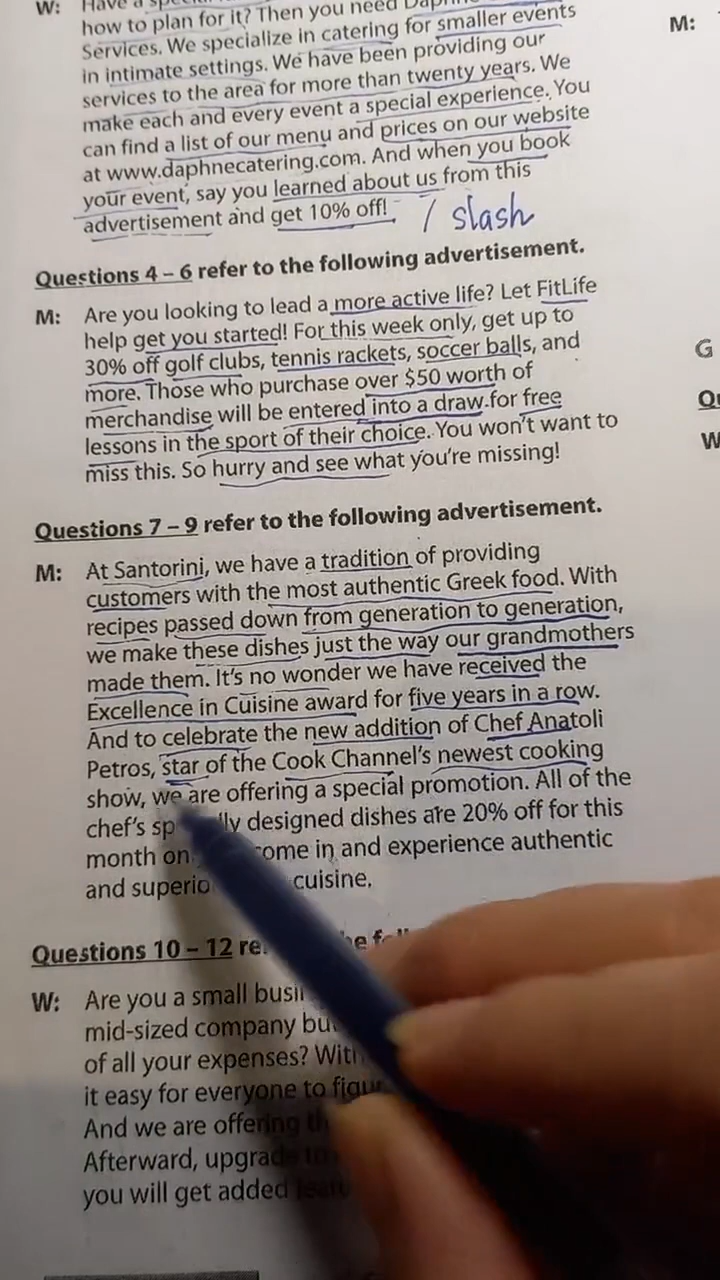 W: Have a
how to plan for it? Then you need
Services. We specialize in catering for smaller events
in intimate settings. We have been providing our
services to the area for more than twenty years. We
make each and every event a special experience. You
can find a list of our menu and prices on our website
at www.daphnecatering.com. And when you book
your event, say you learned about us from this
advertisement and get 10% off! / slash
Questions 4 – 6 refer to the following advertisement.
M: Are you looking to lead a more active life? Let FitLife
help get you started! For this week only, get up to
30% off golf clubs, tennis rackets, soccer balls, and
more. Those who purchase over $50 worth of
merchandise will be entered into a draw for free
lessons in the sport of their choice. You won't want to
miss this. So hurry and see what you're missing!
Questions 7 – 9 refer to the following advertisement.
M: At Santorini, we have a tradition of providing
customers with the most authentic Greek food. With
recipes passed down from generation to generation,
we make these dishes just the way our grandmothers
made them. It's no wonder we have received the
Excellence in Cuisine award for five years in a row.
And to celebrate the new addition of Chef Anatoli
Petros, star of the Cook Channel's newest cooking
show, we are offering a special promotion. All of the
chef's designed dishes are 20% off for this
month in and experience authentic
and cuisine.
Questions 10 – 12
W: Are you a small
mid-sized company
of all your expenses?
it easy for everyone to
And we are offering
Afterward,
you will get added
M:
G
W